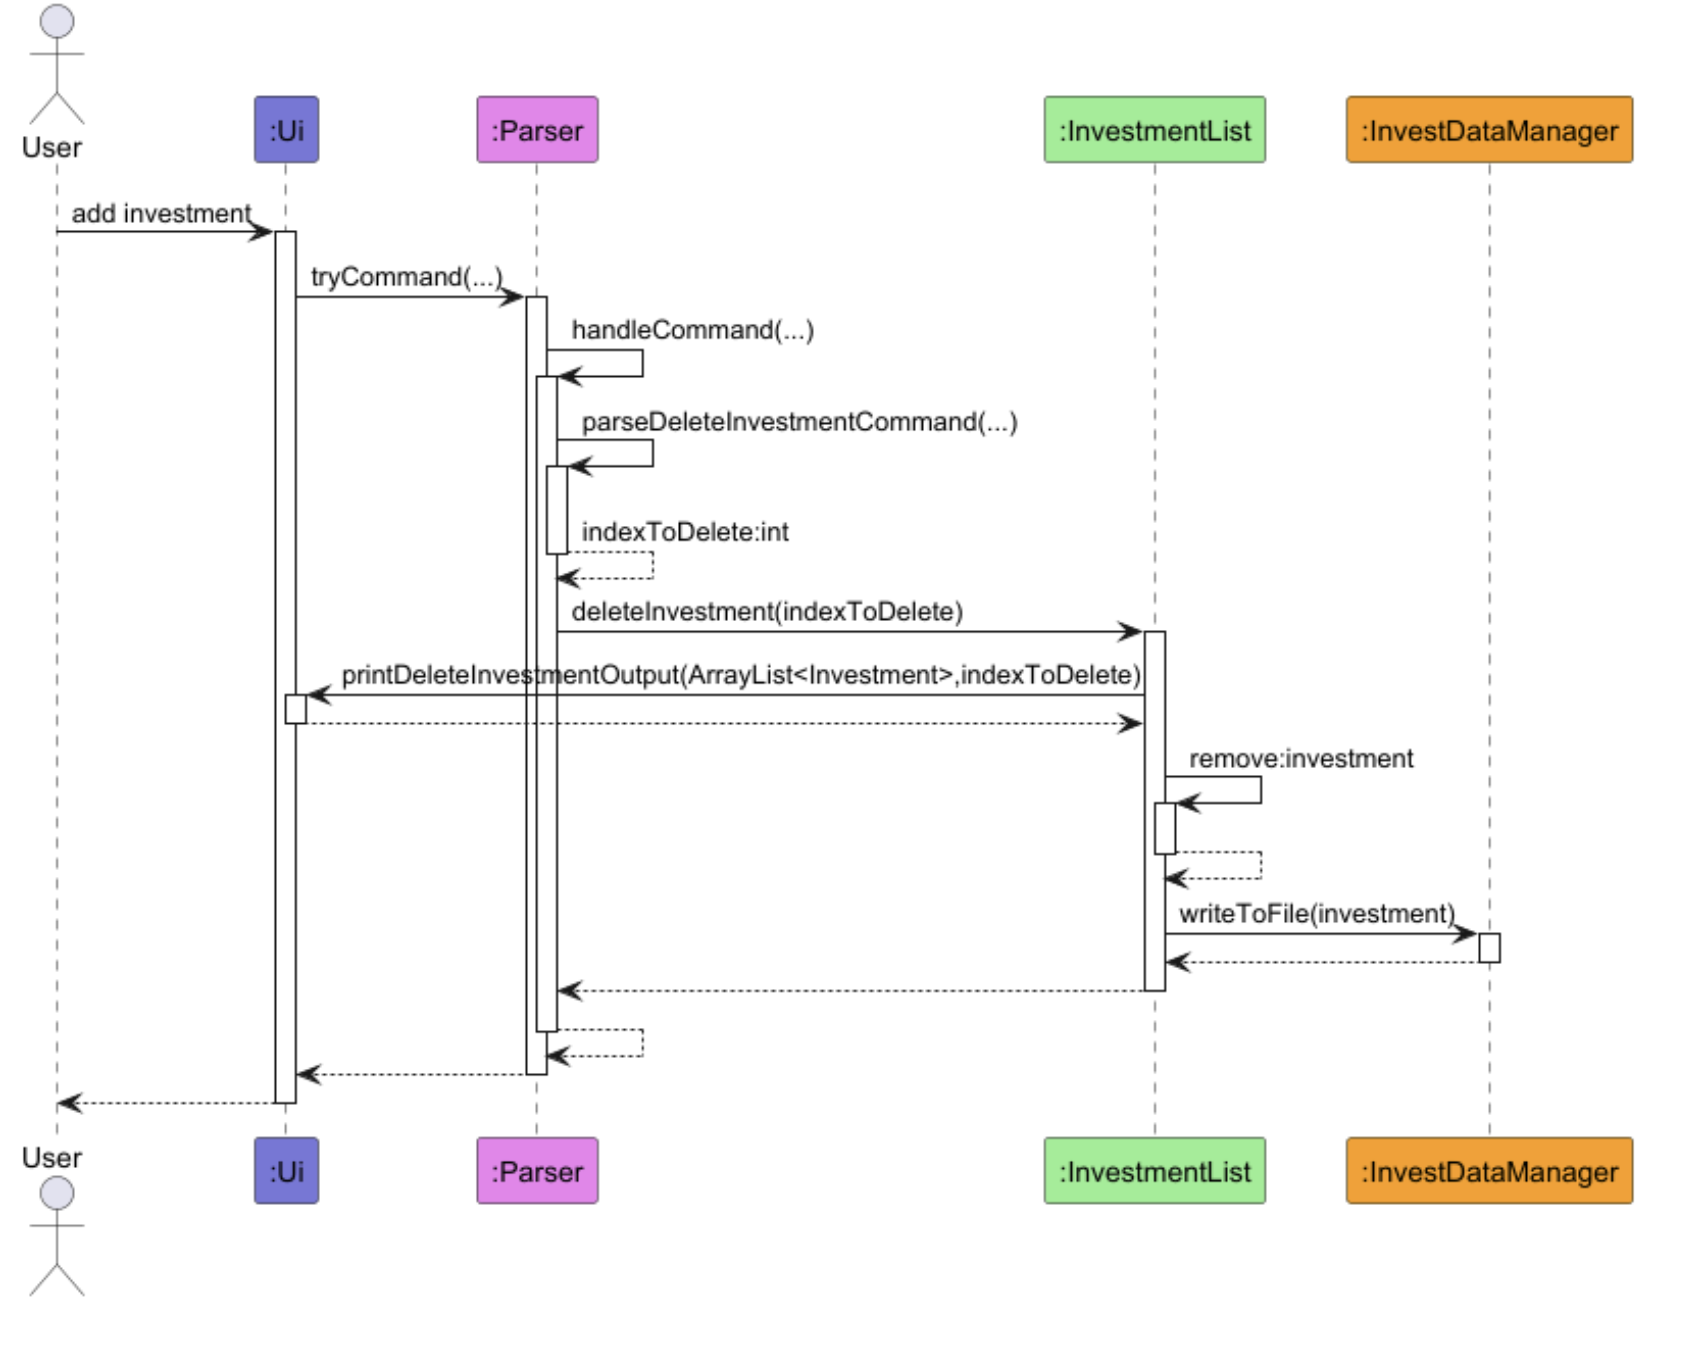 User
:Ui
:Parser
:InvestmentList
:InvestDataManager
add investment
tryCommand(...)
handleCommand(...)
parseDeleteInvestmentCommand(...)
indexToDelete:int
deleteInvestment(indexToDelete)
printDeleteInvestmentOutput(ArrayList<Investment>,indexToDelete)
remove:investment
writeToFile(investment)
User
:Ui
:Parser
:InvestmentList
:InvestDataManager